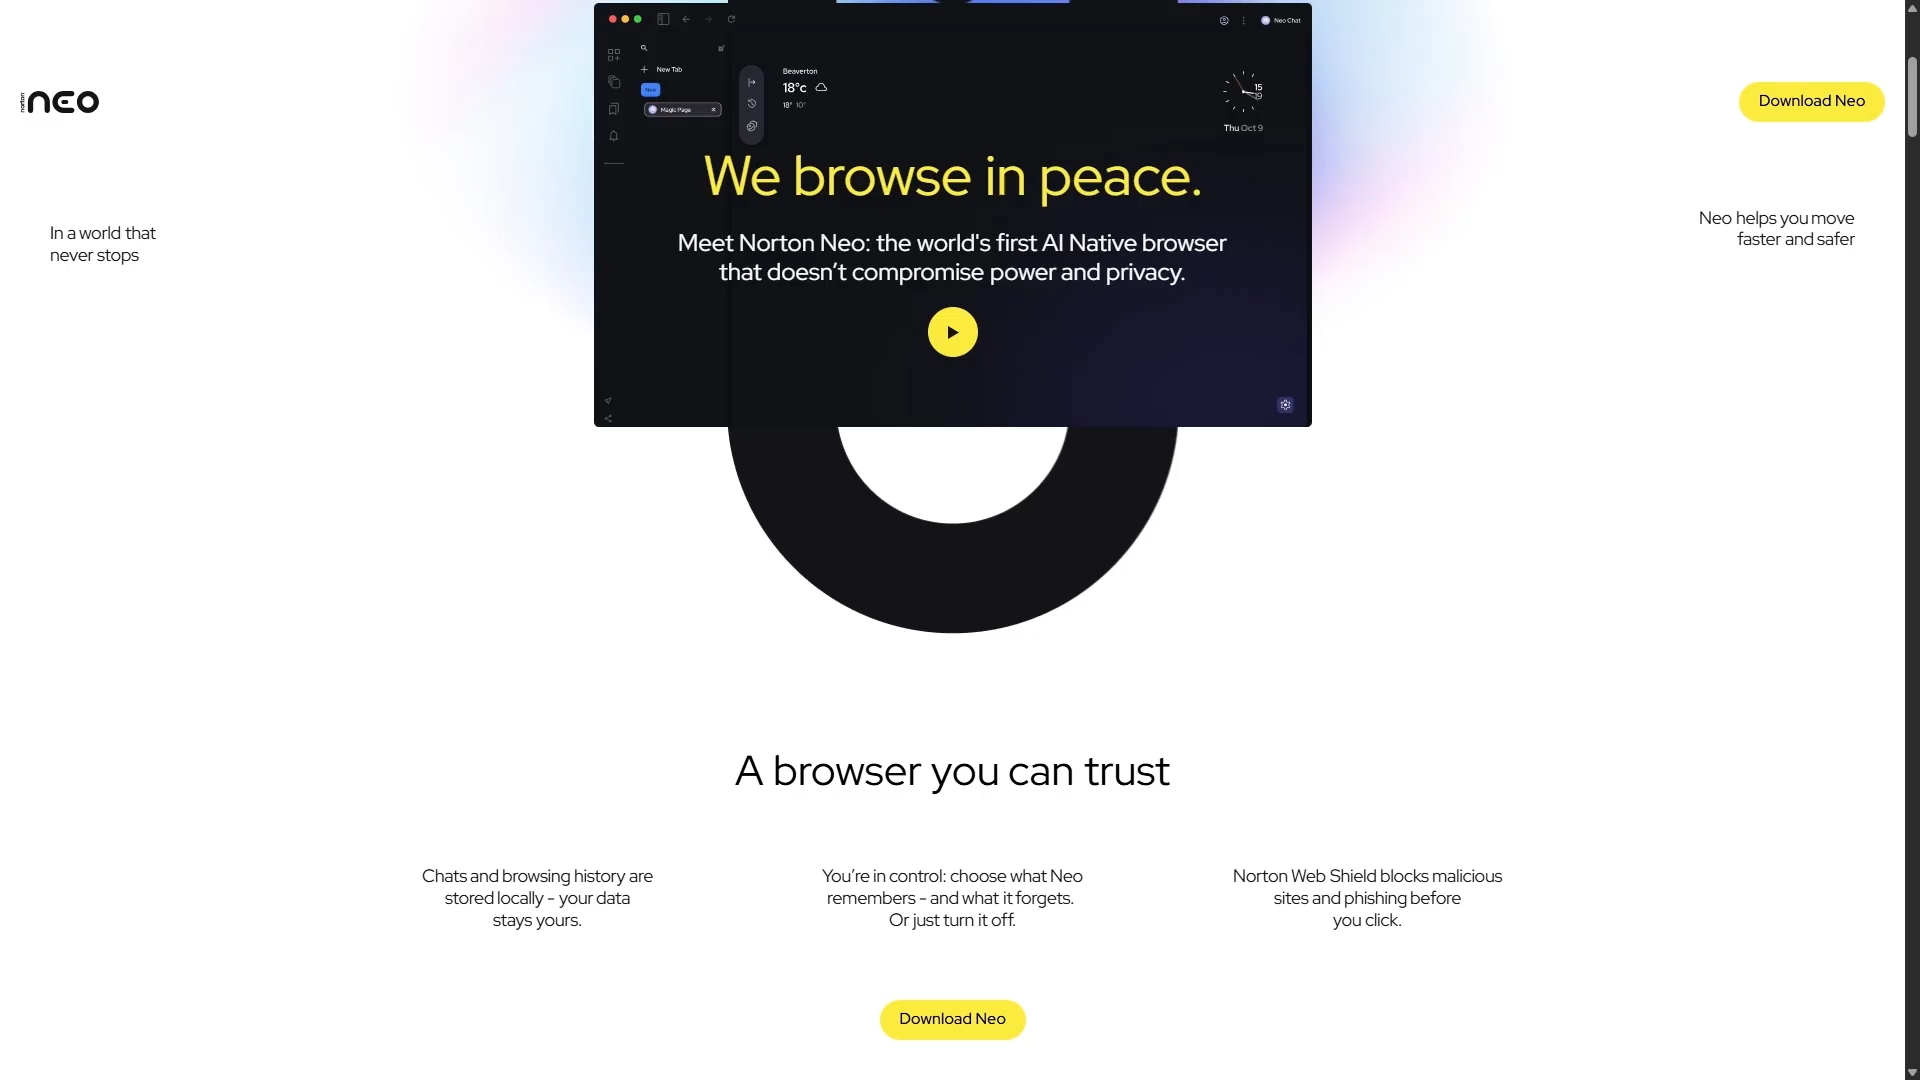 norton neo
Download Neo
In a world that
never stops
Neo helps you move
faster and safer
Neo Chat
New Tab
Neo
Magic Page
Beaverton
18°c
18° 10°
15
19
Thu Oct 9
We browse in peace.
Meet Norton Neo: the world's first AI Native browser
that doesn’t compromise power and privacy.
A browser you can trust
Chats and browsing history are
stored locally - your data
stays yours.
You’re in control: choose what Neo
remembers - and what it forgets.
Or just turn it off.
Norton Web Shield blocks malicious
sites and phishing before
you click.
Download Neo